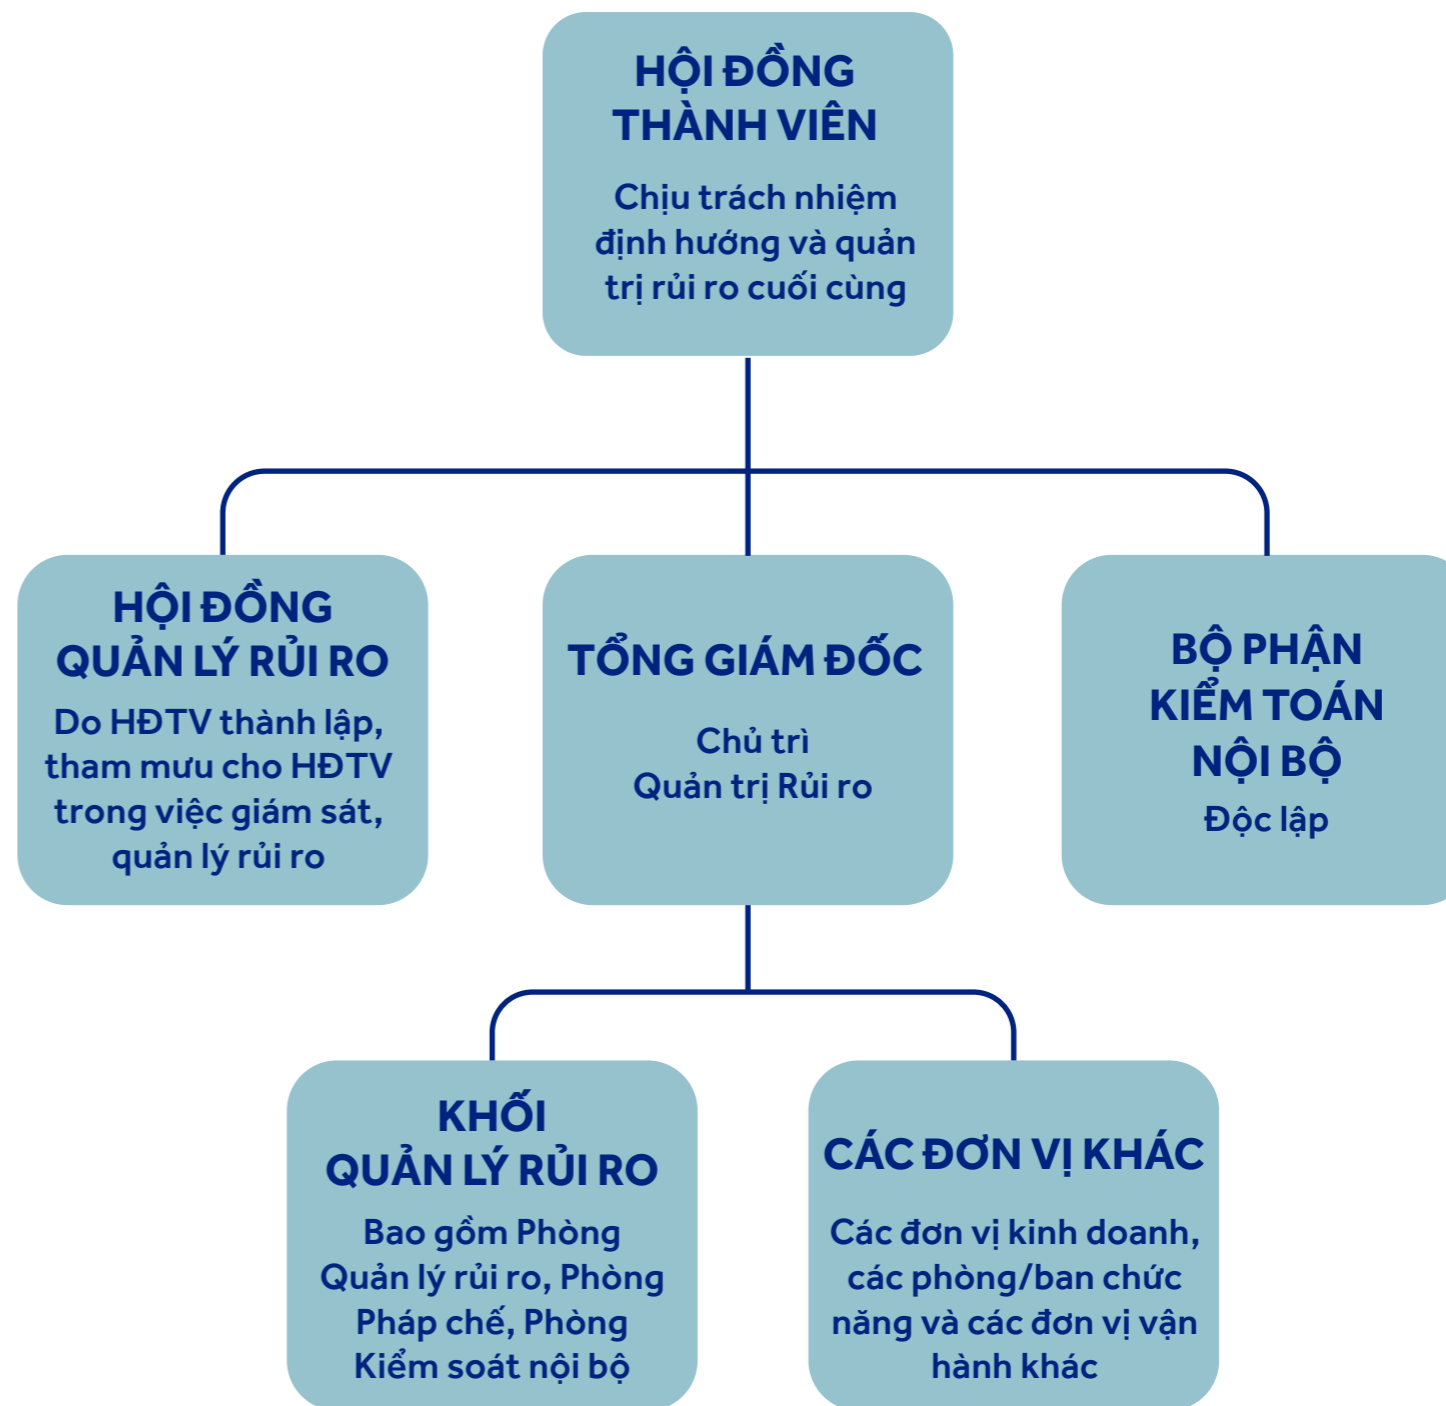 HỘI ĐỒNG
THÀNH VIÊN
Chịu trách nhiệm
định hướng và quản
trị rủi ro cuối cùng
HỘI ĐỒNG
QUẢN LÝ RỦI RO
Do HĐTV thành lập,
tham mưu cho HĐTV
trong việc giám sát,
quản lý rủi ro
TỔNG GIÁM ĐỐC
Chủ trì
Quản trị Rủi ro
BỘ PHẬN
KIỂM TOÁN
NỘI BỘ
Độc lập
KHỐI
QUẢN LÝ RỦI RO
Bao gồm Phòng
Quản lý rủi ro, Phòng
Pháp chế, Phòng
Kiểm soát nội bộ
CÁC ĐƠN VỊ KHÁC
Các đơn vị kinh doanh,
các phòng/ban chức
năng và các đơn vị vận
hành khác